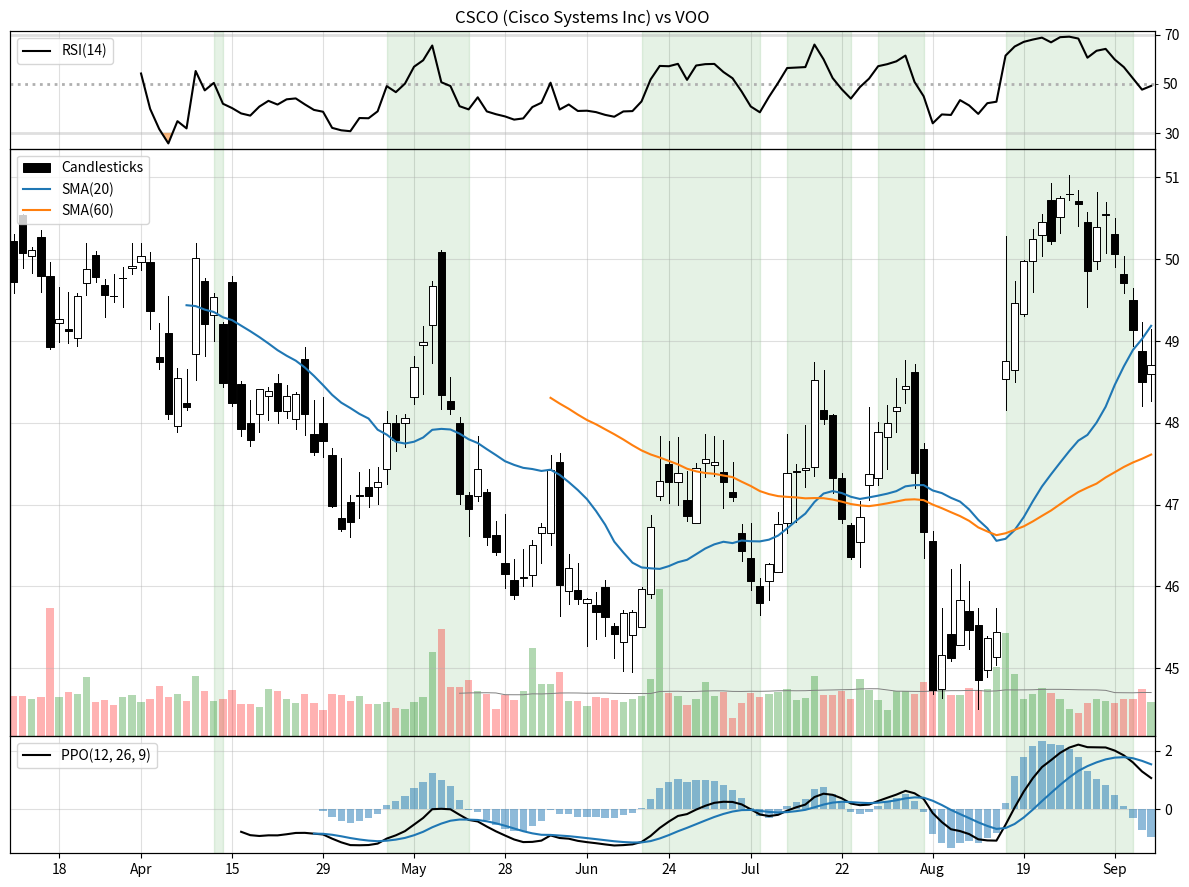 CSCO (Cisco Systems Inc) vs VOO
RSI(14)
70
50
30
Candlesticks
SMA(20)
SMA(60)
51
50
49
48
47
46
45
PPO(12, 26, 9)
2
0
18 Apr 15 29 May 28 Jun 24 Jul 22 Aug 19 Sep